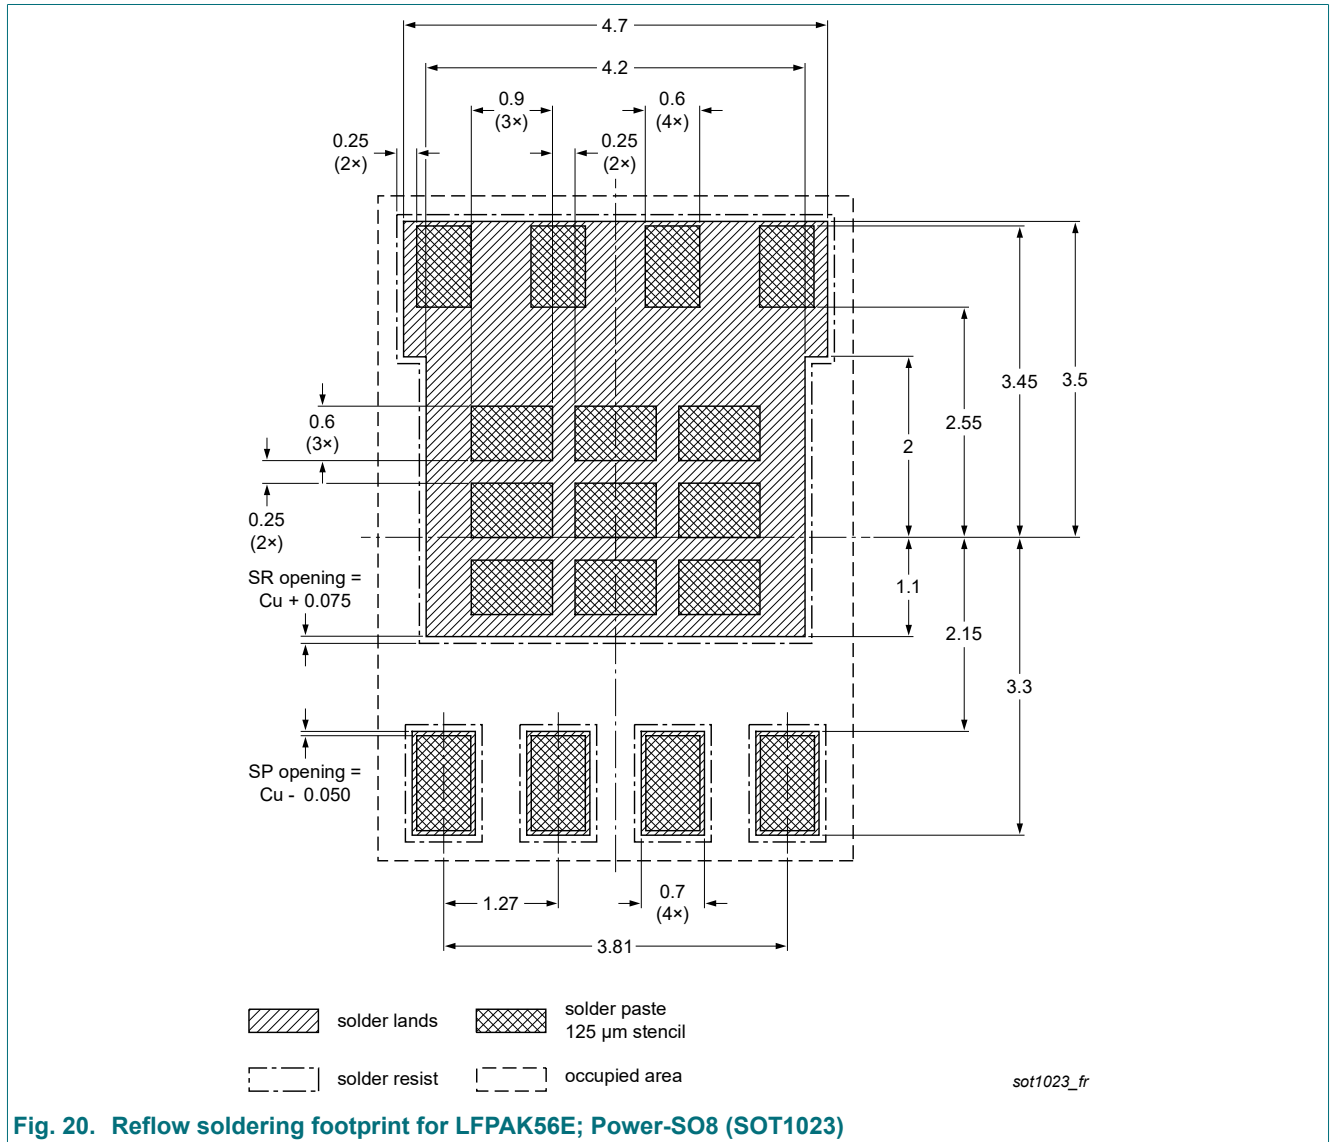 4.7
4.2
0.9
(3×)
0.6
(4×)
0.25
(2×)
0.25
(2×)
0.6
(3×)
0.25
(2×)
3.45
3.5
2.55
2
SR opening =
Cu + 0.075
1.1
2.15
3.3
SP opening =
Cu - 0.050
1.27
0.7
(4×)
3.81
solder lands
solder paste
125 µm stencil
solder resist
occupied area
sot1023_fr
Fig. 20. Reflow soldering footprint for LFPAK56E; Power-SO8 (SOT1023)